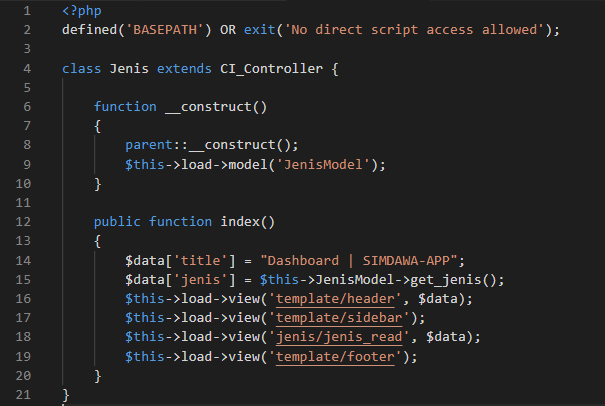 1 <?php
2 defined('BASEPATH') OR exit('No direct script access allowed');
3
4 class Jenis extends CI_Controller {
5
6     function __construct()
7     {
8         parent::__construct();
9         $this->load->model('JenisModel');
10     }
11
12     public function index()
13     {
14         $data['title'] = "Dashboard | SIMDAWA-APP";
15         $data['jenis'] = $this->JenisModel->get_jenis();
16         $this->load->view('template/header', $data);
17         $this->load->view('template/sidebar');
18         $this->load->view('jenis/jenis_read', $data);
19         $this->load->view('template/footer');
20     }
21 }